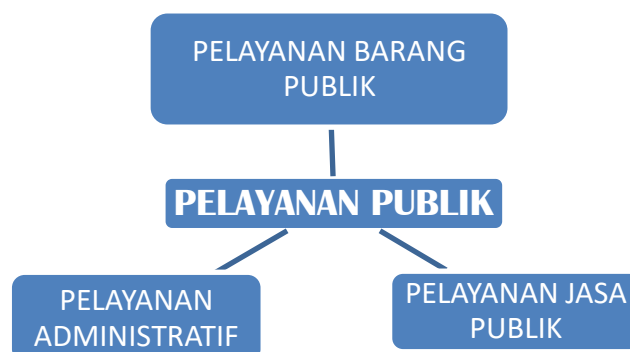 PELAYANAN BARANG
PUBLIK
PELAYANAN PUBLIK
PELAYANAN
ADMINISTRATIF
PELAYANAN JASA
PUBLIK